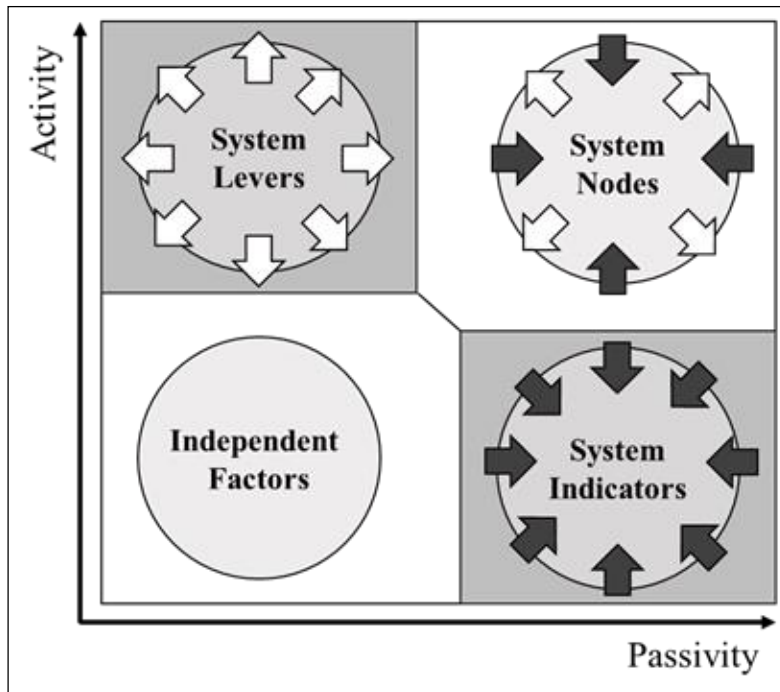 Activity
System
Levers
System
Nodes
Independent
Factors
System
Indicators
Passivity